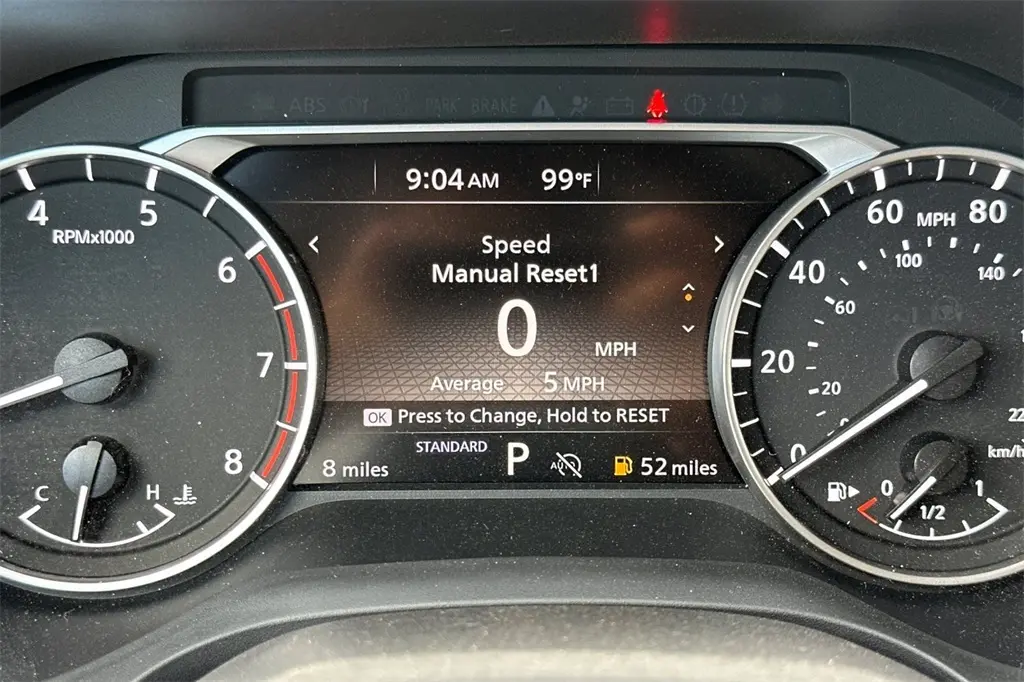 ABS
PARK BRAKE
9:04 AM 99°F
4 5 6 7 8
RPMx1000
C H
Speed
Manual Reset1
0 MPH
Average 5 MPH
OK Press to Change, Hold to RESET
STANDARD
8 miles P AUTO 52 miles
0 20 40 60 MPH 80
20 60 100 140
km/h
0 1/2 1